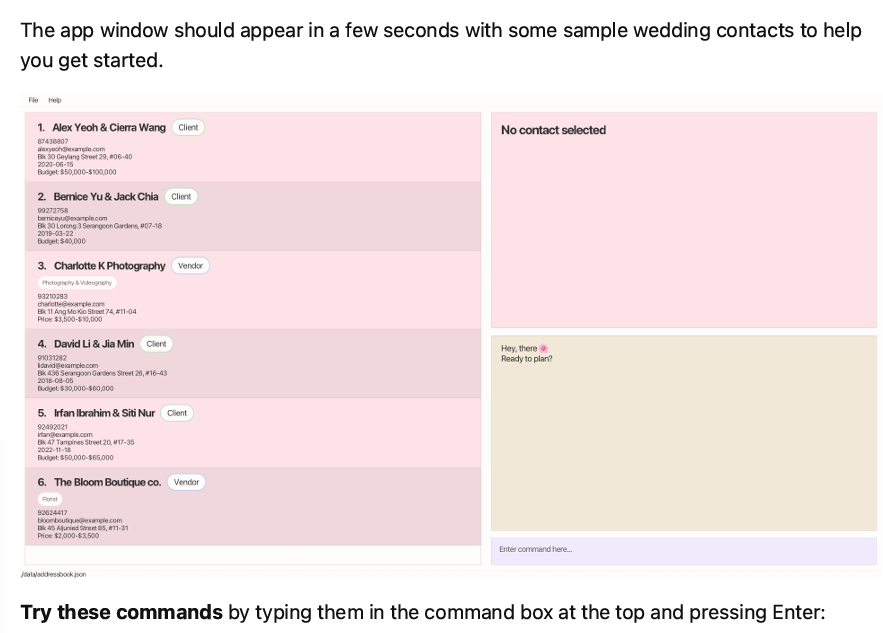 The app window should appear in a few seconds with some sample wedding contacts to help
you get started.
File Help
1. Alex Yeoh & Cierra Wang Client
87438807
alexyeoh@example.com
Blk 30 Geylang Street 29, #06-40
2020-06-15
Budget: $50,000-$100,000
2. Bernice Yu & Jack Chia Client
99272758
berniceyu@example.com
Blk 30 Lorong 3 Serangoon Gardens, #07-18
2019-03-22
Budget: $40,000
3. Charlotte K Photography Vendor
Photography & Videography
93210283
charlotte@example.com
Blk 11 Ang Mo Kio Street 74, #11-04
Price: $3,500-$10,000
4. David Li & Jia Min Client
91031282
lidavid@example.com
Blk 436 Serangoon Gardens Street 26, #16-43
2018-08-05
Budget: $30,000-$60,000
5. Irfan Ibrahim & Siti Nur Client
92492021
irfan@example.com
Blk 47 Tampines Street 20, #17-35
2022-11-18
Budget: $50,000-$65,000
6. The Bloom Boutique co. Vendor
Florist
92624417
bloomboutique@example.com
Blk 45 Aljunied Street 85, #11-31
Price: $2,000-$3,500
No contact selected
Hey, there 🌸
Ready to plan?
Enter command here...
/data/addressbook.json
Try these commands by typing them in the command box at the top and pressing Enter: